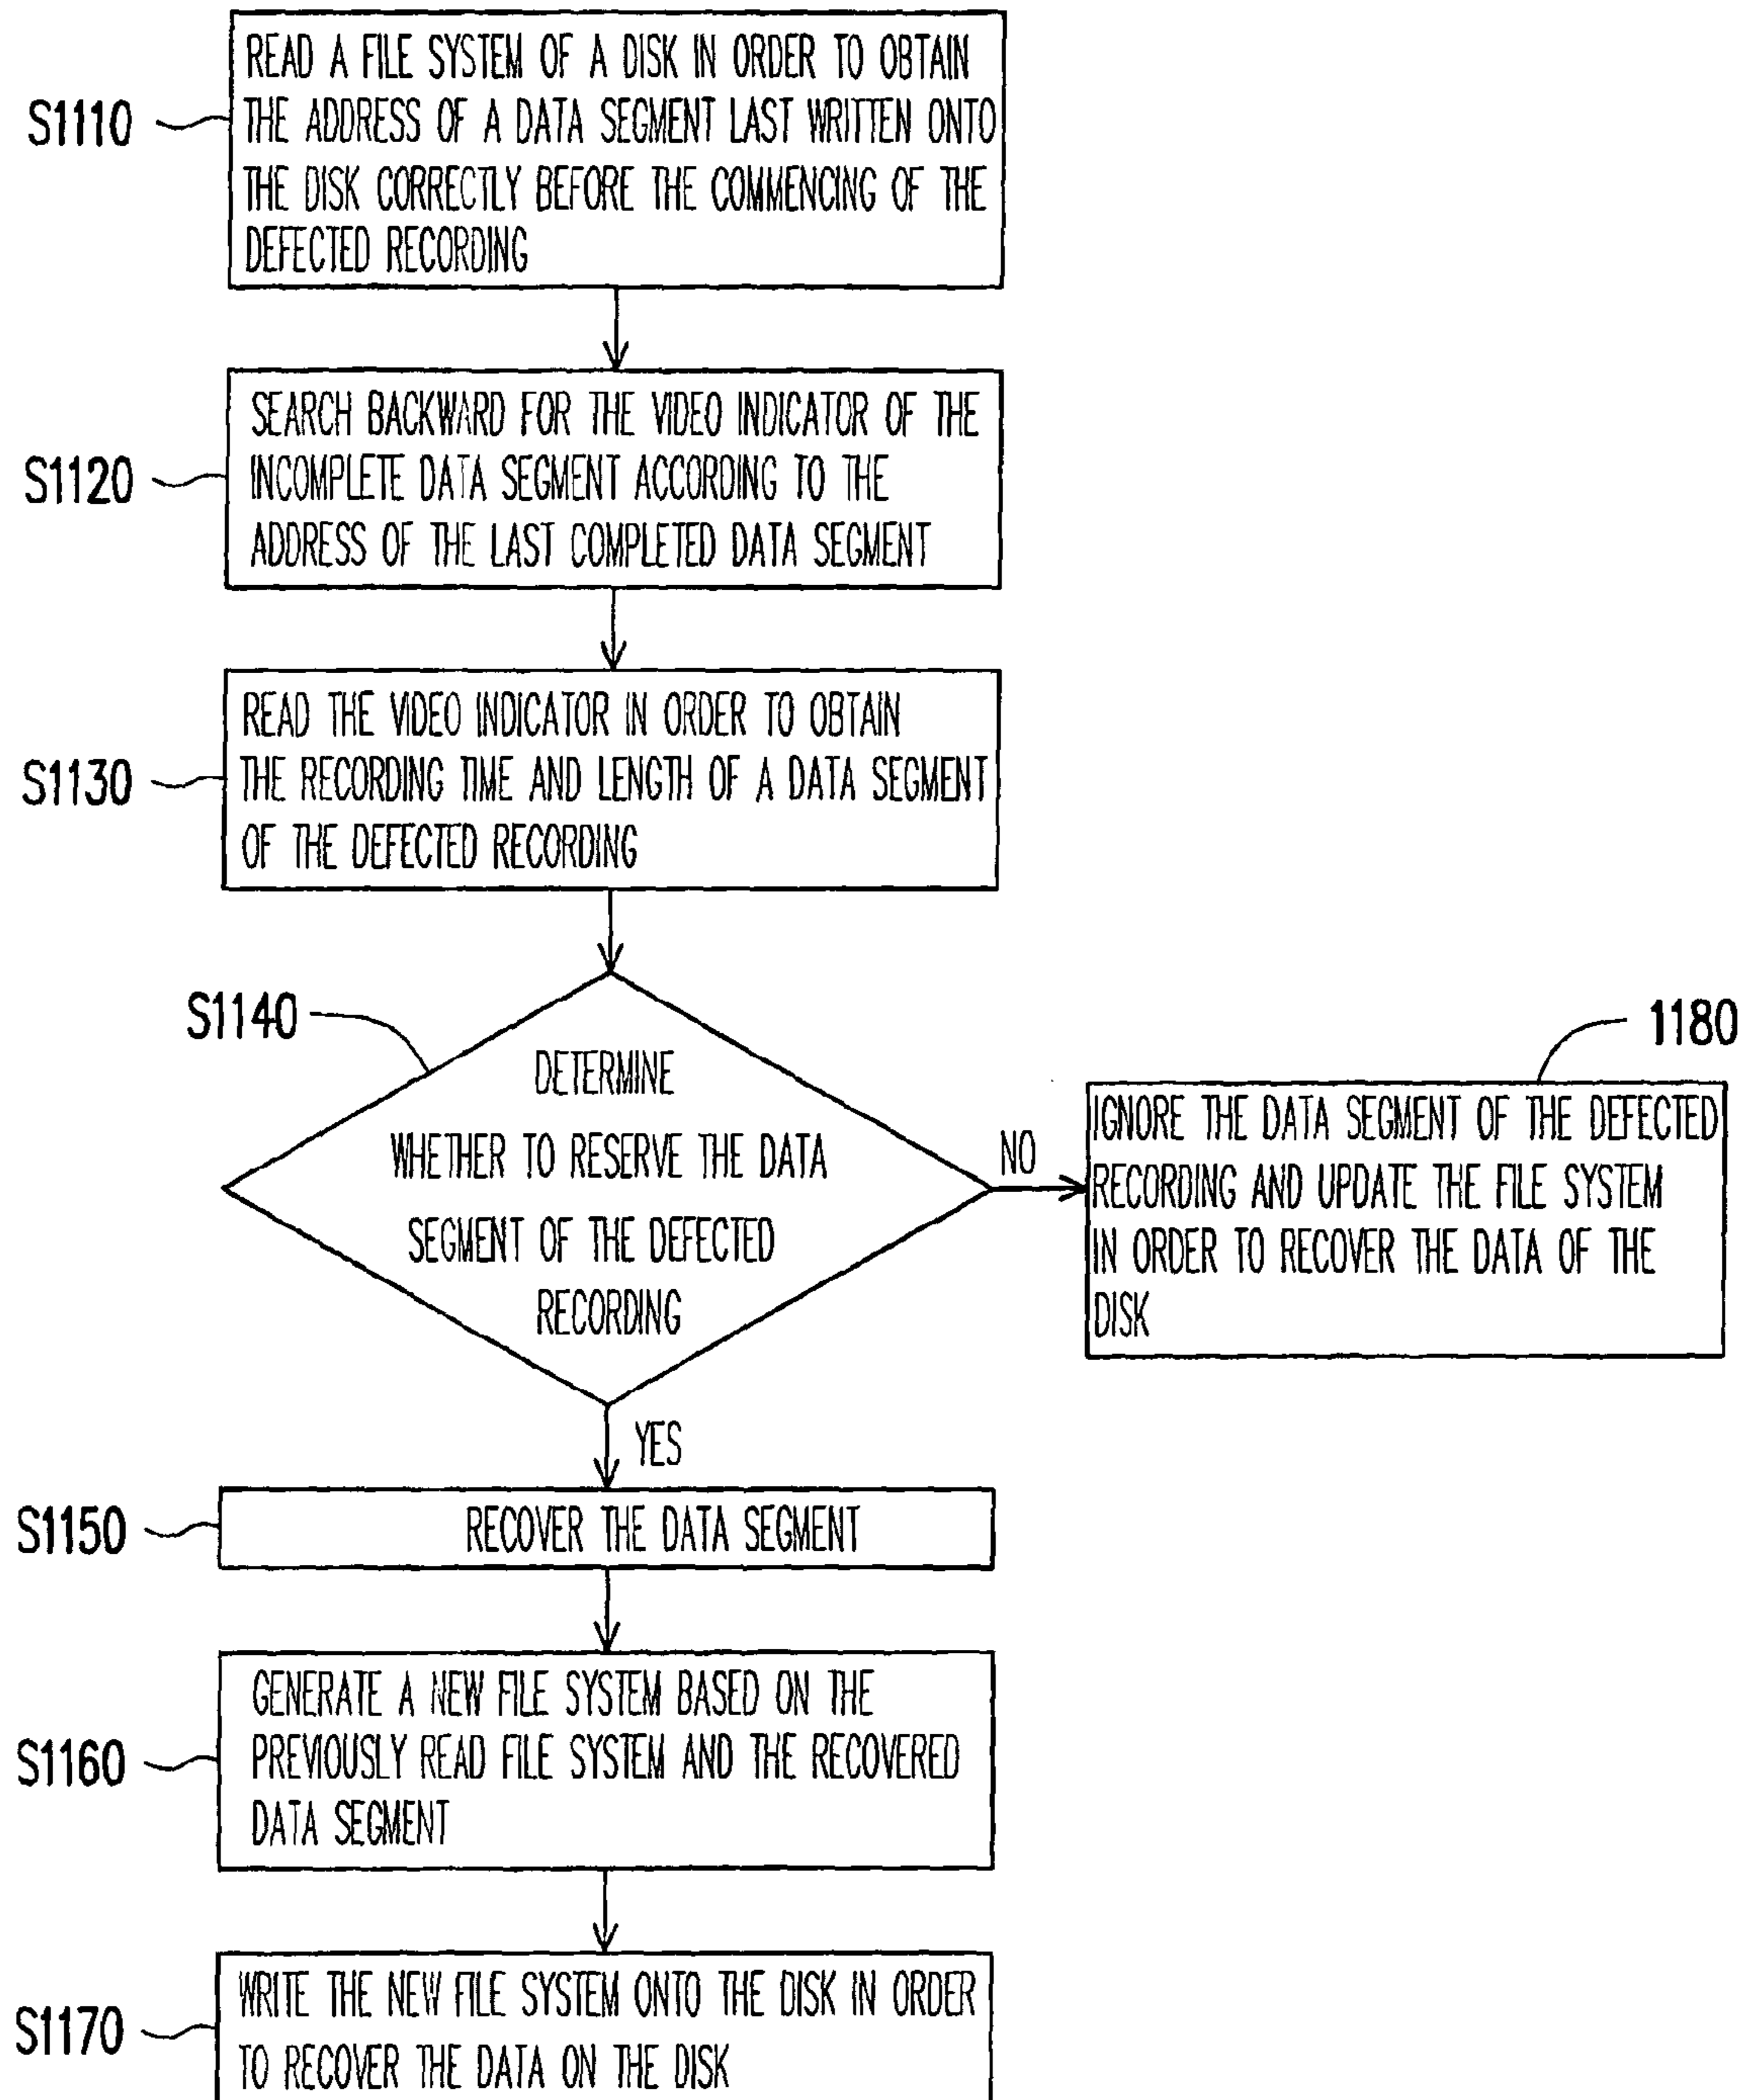 S1110
READ A FILE SYSTEM OF A DISK IN ORDER TO OBTAIN
THE ADDRESS OF A DATA SEGMENT LAST WRITTEN ONTO
THE DISK CORRECTLY BEFORE THE COMMENCING OF THE
DEFECTED RECORDING
S1120
SEARCH BACKWARD FOR THE VIDEO INDICATOR OF THE
INCOMPLETE DATA SEGMENT ACCORDING TO THE
ADDRESS OF THE LAST COMPLETED DATA SEGMENT
S1130
READ THE VIDEO INDICATOR IN ORDER TO OBTAIN
THE RECORDING TIME AND LENGTH OF A DATA SEGMENT
OF THE DEFECTED RECORDING
S1140
DETERMINE
WHETHER TO RESERVE THE DATA
SEGMENT OF THE DEFECTED
RECORDING
NO
1180
IGNORE THE DATA SEGMENT OF THE DEFECTED
RECORDING AND UPDATE THE FILE SYSTEM
IN ORDER TO RECOVER THE DATA OF THE
DISK
YES
S1150
RECOVER THE DATA SEGMENT
S1160
GENERATE A NEW FILE SYSTEM BASED ON THE
PREVIOUSLY READ FILE SYSTEM AND THE RECOVERED
DATA SEGMENT
S1170
WRITE THE NEW FILE SYSTEM ONTO THE DISK IN ORDER
TO RECOVER THE DATA ON THE DISK